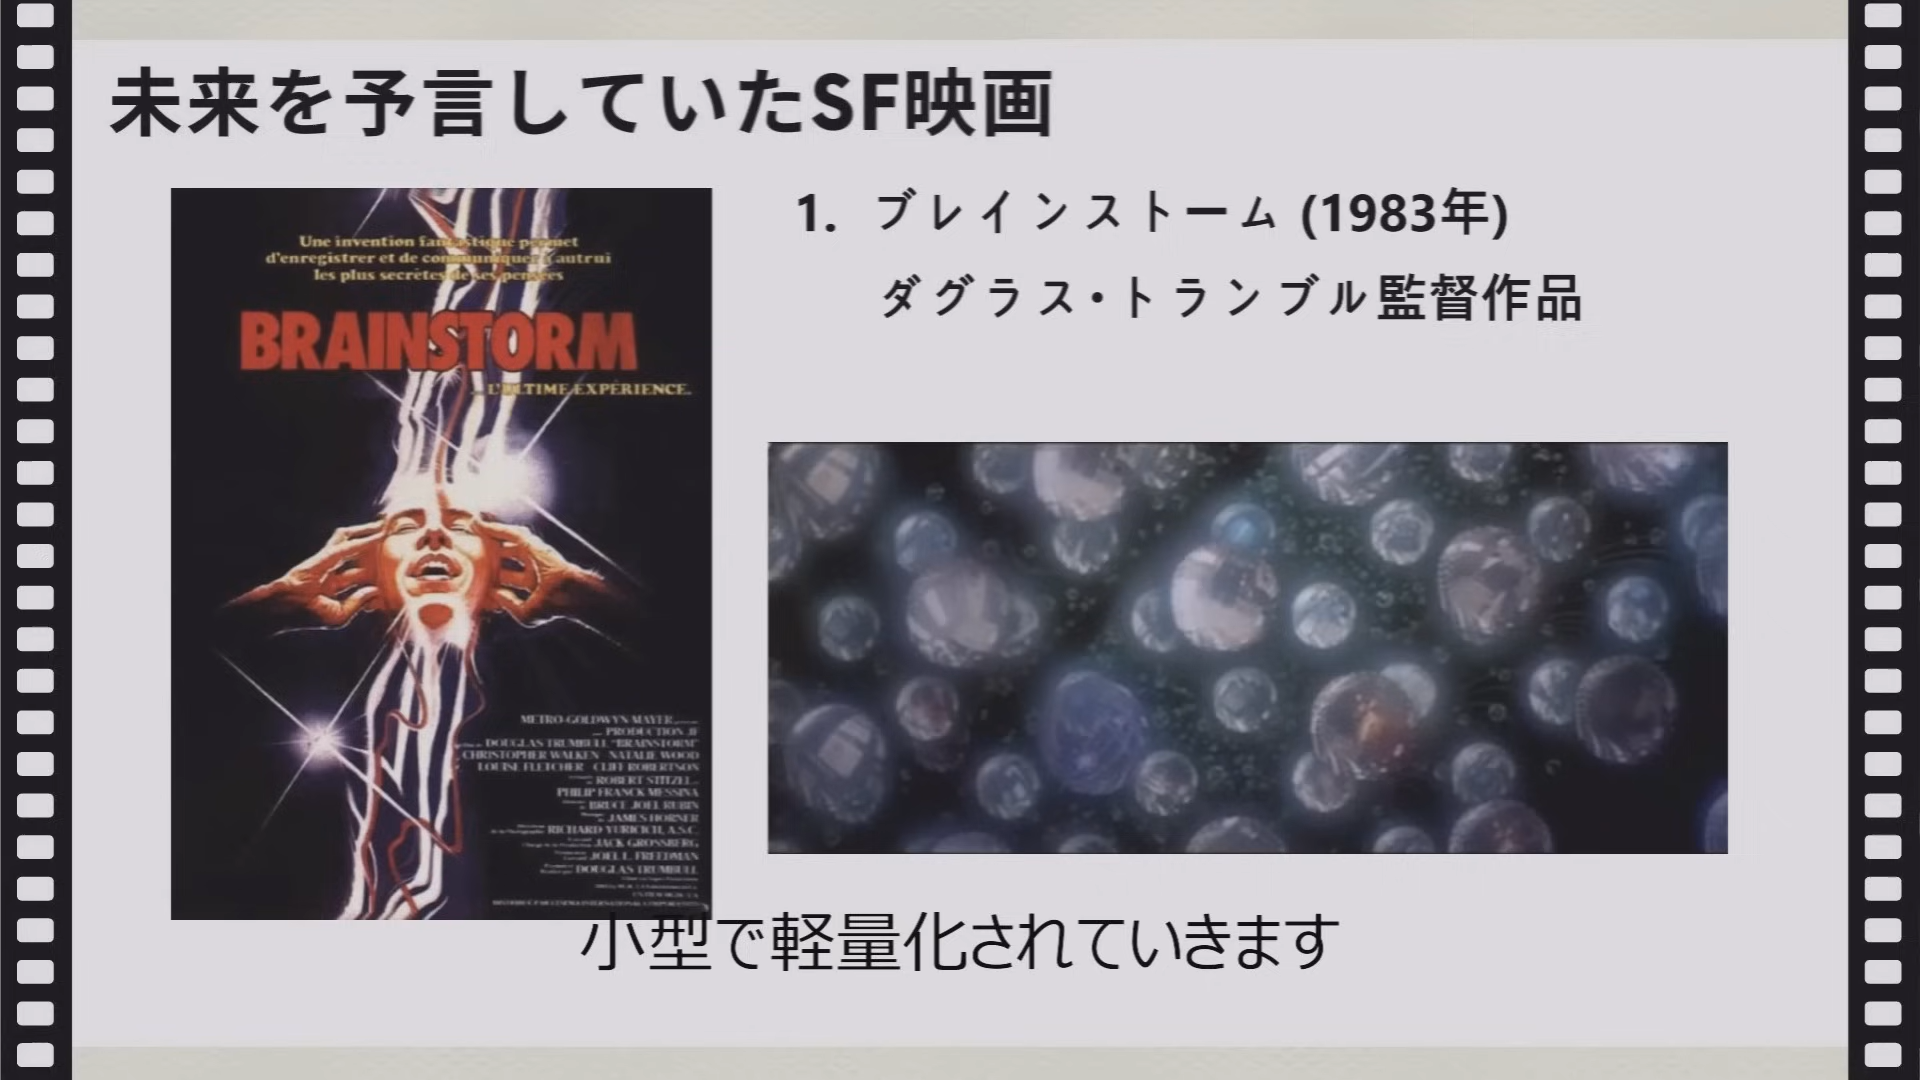 未来を予言していたSF映画
1. ブレインストーム (1983年)
ダグラス・トランブル監督作品
Une invention fantastique permet
d'enregistrer et de communiquer à autrui
les plus secrètes de ses pensées
BRAINSTORM
...L'ULTIME EXPÉRIENCE.
METRO-GOLDWYN-MAYER
PRODUCTION JF
DOUGLAS TRUMBULL "BRAINSTORM"
CHRISTOPHER WALKEN NATALIE WOOD
LOUISE FLETCHER CLIFF ROBERTSON
ROBERT STITZEL
PHILIP FRANCK MESSINA
BRUCE JOEL RUBIN
JAMES HORNER
RICHARD YURICICH, A.S.C.
JACK GROSSBERG
JOEL L. FREEDMAN
DOUGLAS TRUMBULL
小型で軽量化されていきます